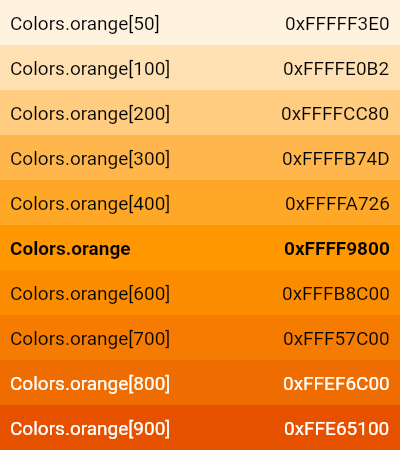 Colors.orange[50] 0xFFFFF3E0
Colors.orange[100] 0xFFFFE0B2
Colors.orange[200] 0xFFFFCC80
Colors.orange[300] 0xFFFFB74D
Colors.orange[400] 0xFFFFA726
Colors.orange 0xFFFF9800
Colors.orange[600] 0xFFFB8C00
Colors.orange[700] 0xFFF57C00
Colors.orange[800] 0xFFEF6C00
Colors.orange[900] 0xFFE65100